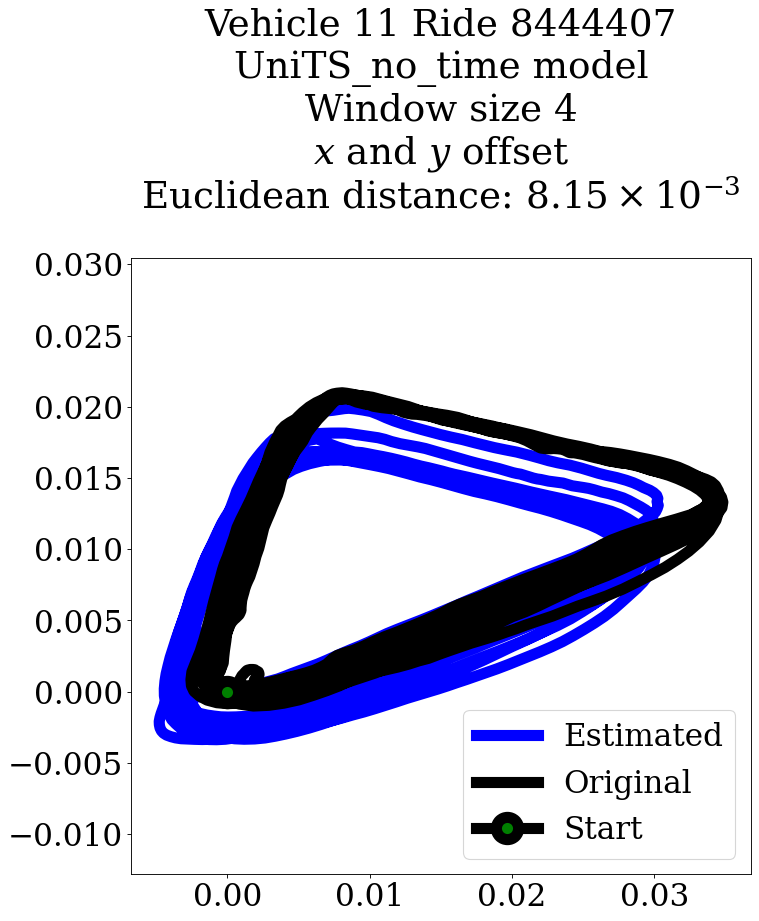 Vehicle 11 Ride 8444407
UniTS_no_time model
Window size 4
x and y offset
Euclidean distance: 8.15 × 10⁻³
0.030
0.025
0.020
0.015
0.010
0.005
0.000
−0.005
−0.010
Estimated
Original
Start
0.00 0.01 0.02 0.03